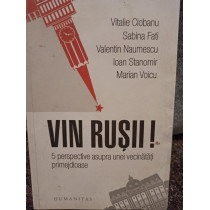 Vitalie Ciobanu
Sabina Fati
Valentin Naumescu
Ioan Stanomir
Marian Voicu
VIN RUȘII !
5 perspective asupra unei vecinătăți
primejdioase
HUMANITAS